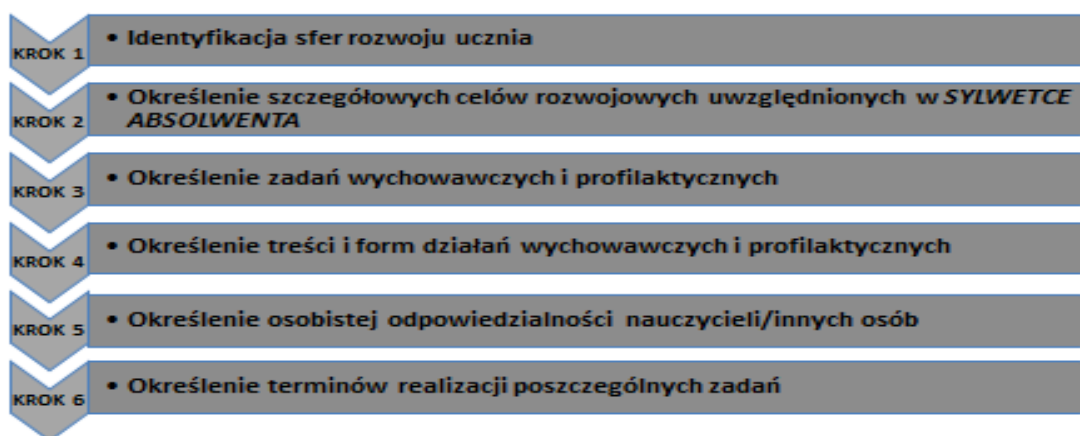 KROK 1
• Identyfikacja sfer rozwoju ucznia
KROK 2
• Określenie szczegółowych celów rozwojowych uwzględnionych w SYLWETCE
ABSOLWENTA
KROK 3
• Określenie zadań wychowawczych i profilaktycznych
KROK 4
• Określenie treści i form działań wychowawczych i profilaktycznych
KROK 5
• Określenie osobistej odpowiedzialności nauczycieli/innych osób
KROK 6
• Określenie terminów realizacji poszczególnych zadań